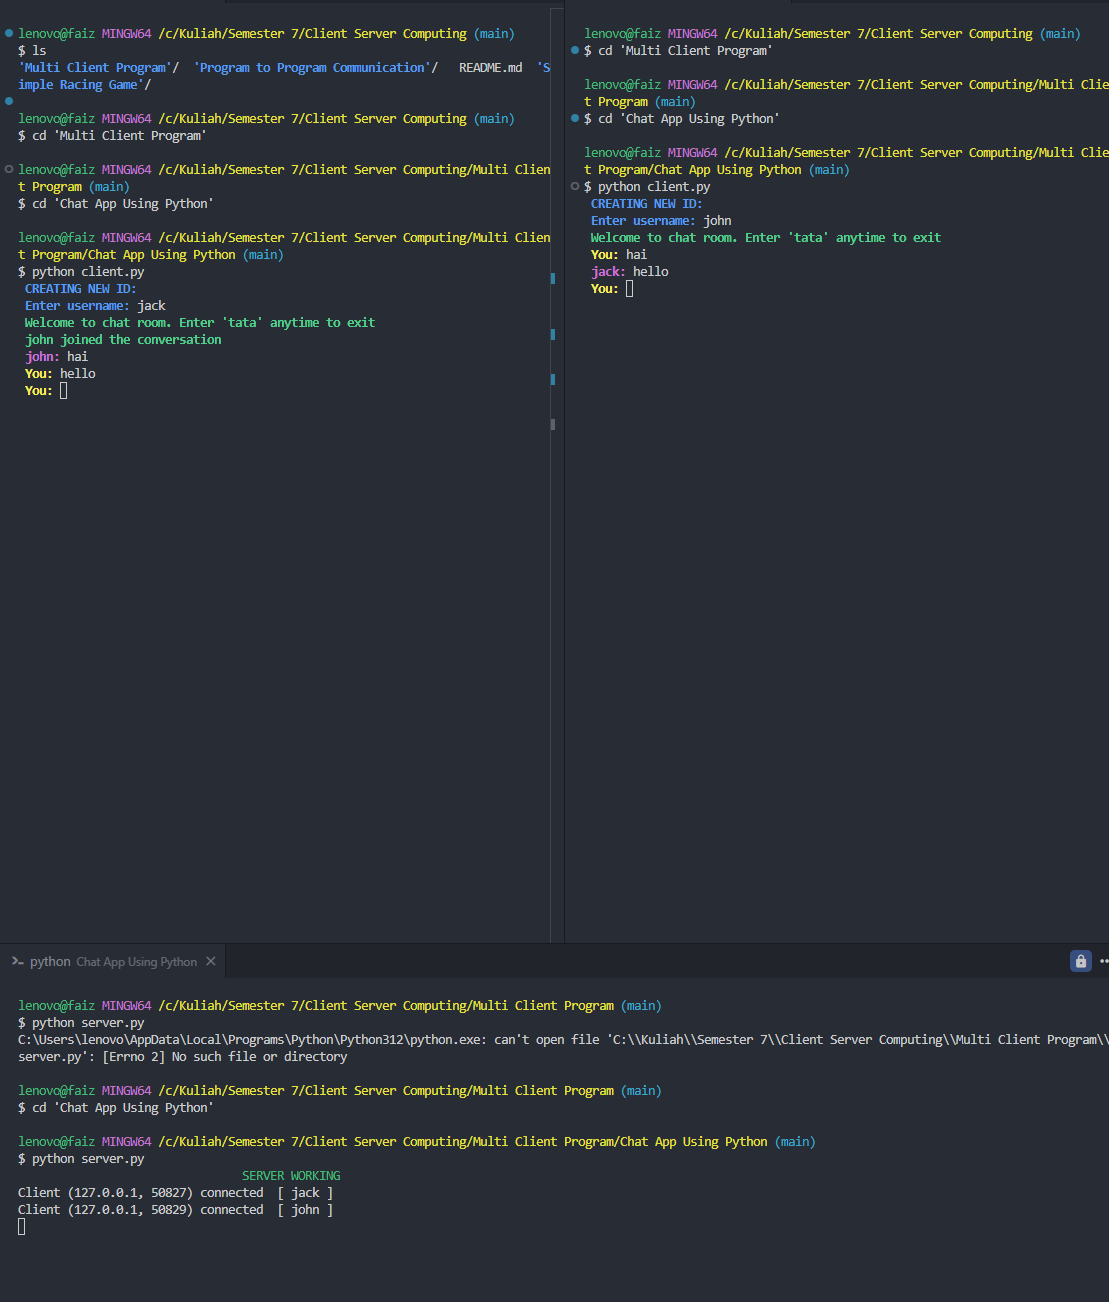 lenovo@faiz MINGW64 /c/Kuliah/Semester 7/Client Server Computing (main)
$ ls
'Multi Client Program'/  'Program to Program Communication'/   README.md  'S
imple Racing Game'/
lenovo@faiz MINGW64 /c/Kuliah/Semester 7/Client Server Computing (main)
$ cd 'Multi Client Program'
lenovo@faiz MINGW64 /c/Kuliah/Semester 7/Client Server Computing/Multi Clien
t Program (main)
$ cd 'Chat App Using Python'
lenovo@faiz MINGW64 /c/Kuliah/Semester 7/Client Server Computing/Multi Clien
t Program/Chat App Using Python (main)
$ python client.py
CREATING NEW ID:
Enter username: jack
Welcome to chat room. Enter 'tata' anytime to exit
john joined the conversation
john: hai
You: hello
You:
lenovo@faiz MINGW64 /c/Kuliah/Semester 7/Client Server Computing (main)
$ cd 'Multi Client Program'
lenovo@faiz MINGW64 /c/Kuliah/Semester 7/Client Server Computing/Multi Clie
t Program (main)
$ cd 'Chat App Using Python'
lenovo@faiz MINGW64 /c/Kuliah/Semester 7/Client Server Computing/Multi Clie
t Program/Chat App Using Python (main)
$ python client.py
CREATING NEW ID:
Enter username: john
Welcome to chat room. Enter 'tata' anytime to exit
You: hai
jack: hello
You:
python Chat App Using Python
lenovo@faiz MINGW64 /c/Kuliah/Semester 7/Client Server Computing/Multi Client Program (main)
$ python server.py
C:\Users\lenovo\AppData\Local\Programs\Python\Python312\python.exe: can't open file 'C:\\Kuliah\\Semester 7\\Client Server Computing\\Multi Client Program\\
server.py': [Errno 2] No such file or directory
lenovo@faiz MINGW64 /c/Kuliah/Semester 7/Client Server Computing/Multi Client Program (main)
$ cd 'Chat App Using Python'
lenovo@faiz MINGW64 /c/Kuliah/Semester 7/Client Server Computing/Multi Client Program/Chat App Using Python (main)
$ python server.py
SERVER WORKING
Client (127.0.0.1, 50827) connected  [ jack ]
Client (127.0.0.1, 50829) connected  [ john ]